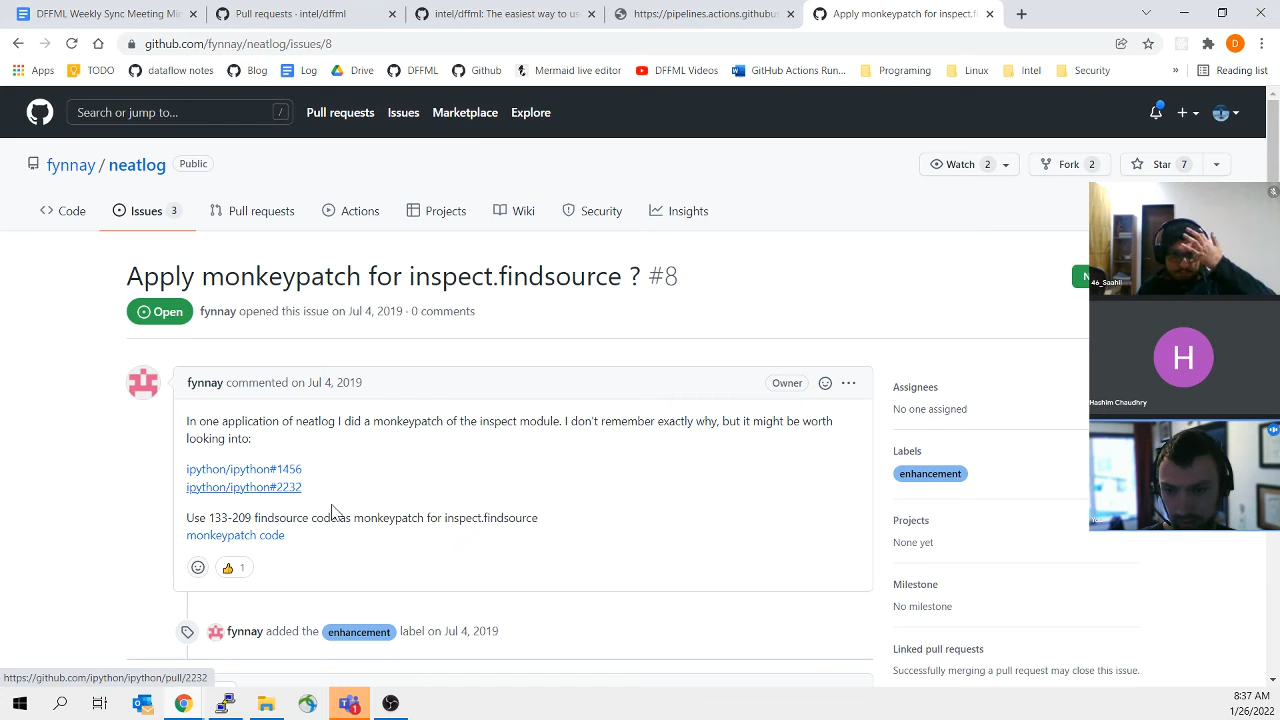 DFFML Weekly Sync Meeting Min
Pull requests · intel/dffml
intel/dffml: The easiest way to us
https://pipelines.actions.githubus
Apply monkeypatch for inspect.f
github.com/fynnay/neatlog/issues/8
D
Apps
TODO
dataflow notes
Blog
Log
Drive
DFFML
Github
Mermaid live editor
DFFML Videos
GitHub Actions Run...
Programing
Linux
Intel
Security
»
Reading list
Search or jump to...
/
Pull requests
Issues
Marketplace
Explore
fynnay / neatlog
Public
Watch 2
Fork 2
Star 7
Code
Issues 3
Pull requests
Actions
Projects
Wiki
Security
Insights
Apply monkeypatch for inspect.findsource ? #8
N
Open
fynnay opened this issue on Jul 4, 2019 · 0 comments
46_Saahil
H
Hashim Chaudhry
You
fynnay commented on Jul 4, 2019
Owner
In one application of neatlog I did a monkeypatch of the inspect module. I don't remember exactly why, but it might be worth
looking into:
ipython/ipython#1456
ipython/ipython#2232
Use 133-209 findsource code as monkeypatch for inspect.findsource
monkeypatch code
1
fynnay added the enhancement label on Jul 4, 2019
Assignees
No one assigned
Labels
enhancement
Projects
None yet
Milestone
No milestone
Linked pull requests
Successfully merging a pull request may close this issue.
https://github.com/ipython/ipython/pull/2232
1
8:37 AM
1/26/2022